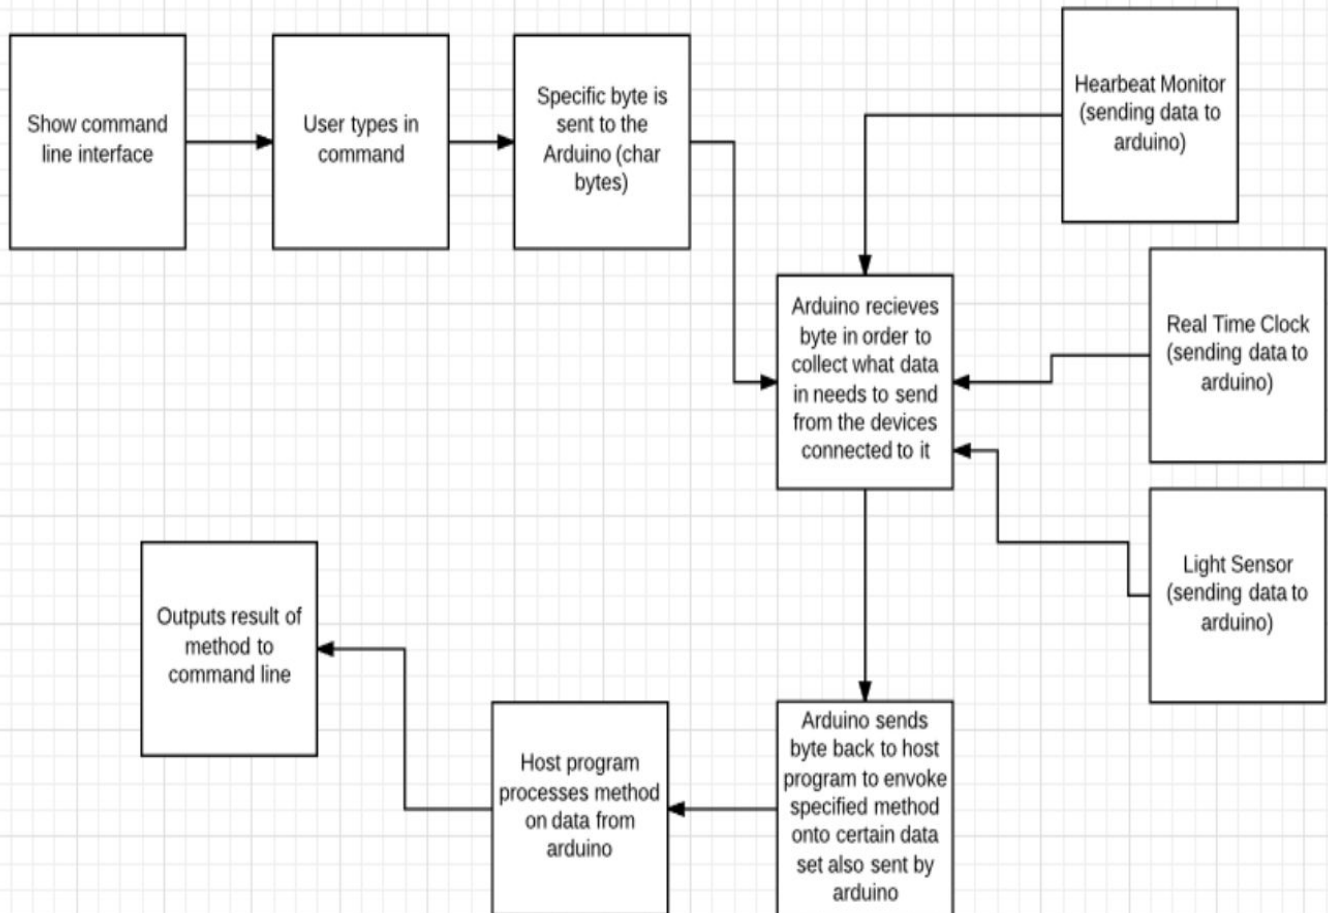 Show command
line interface
User types in
command
Specific byte is
sent to the
Arduino (char
bytes)
Hearbeat Monitor
(sending data to
arduino)
Arduino recieves
byte in order to
collect what data
in needs to send
from the devices
connected to it
Real Time Clock
(sending data to
arduino)
Light Sensor
(sending data to
arduino)
Arduino sends
byte back to host
program to envoke
specified method
onto certain data
set also sent by
arduino
Host program
processes method
on data from
arduino
Outputs result of
method to
command line